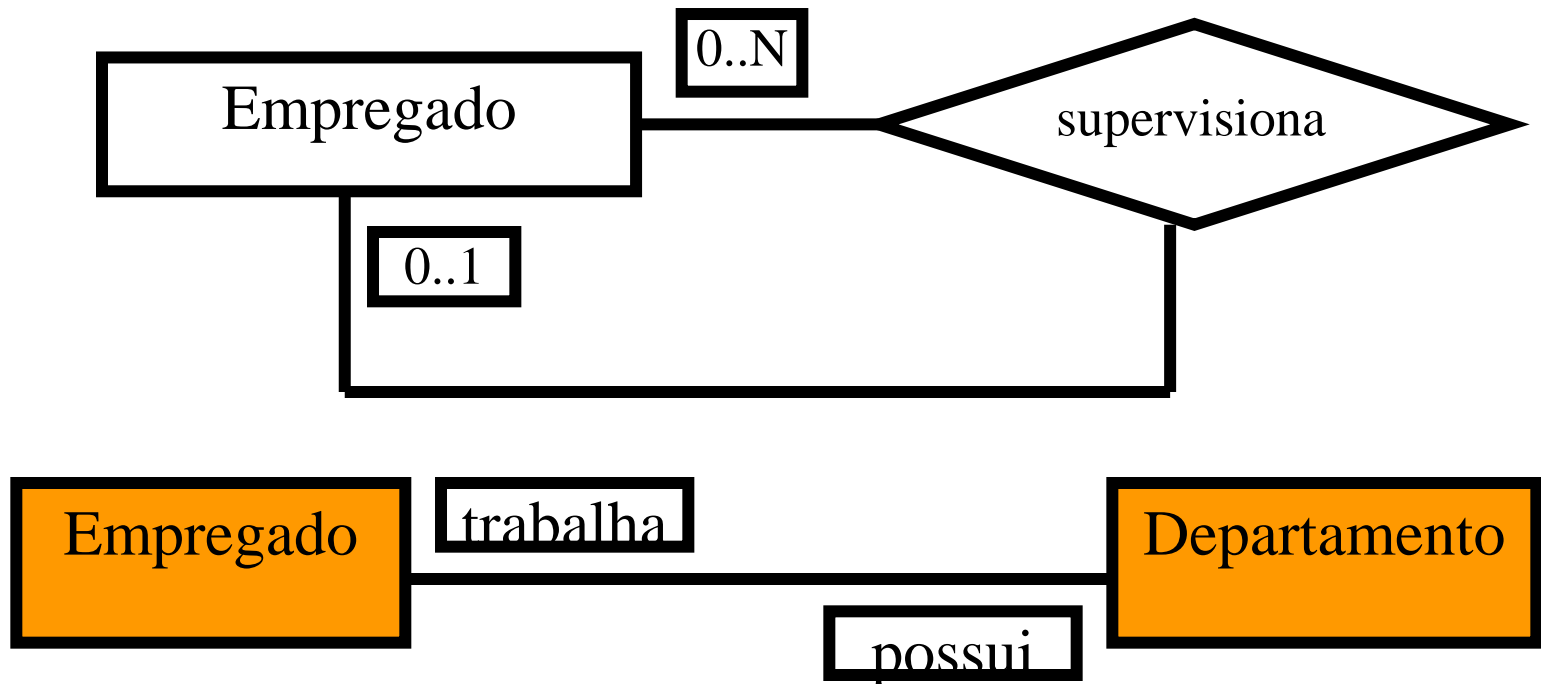 0..N
Empregado
supervisiona
0..1
Empregado
trabalha
Departamento
possui